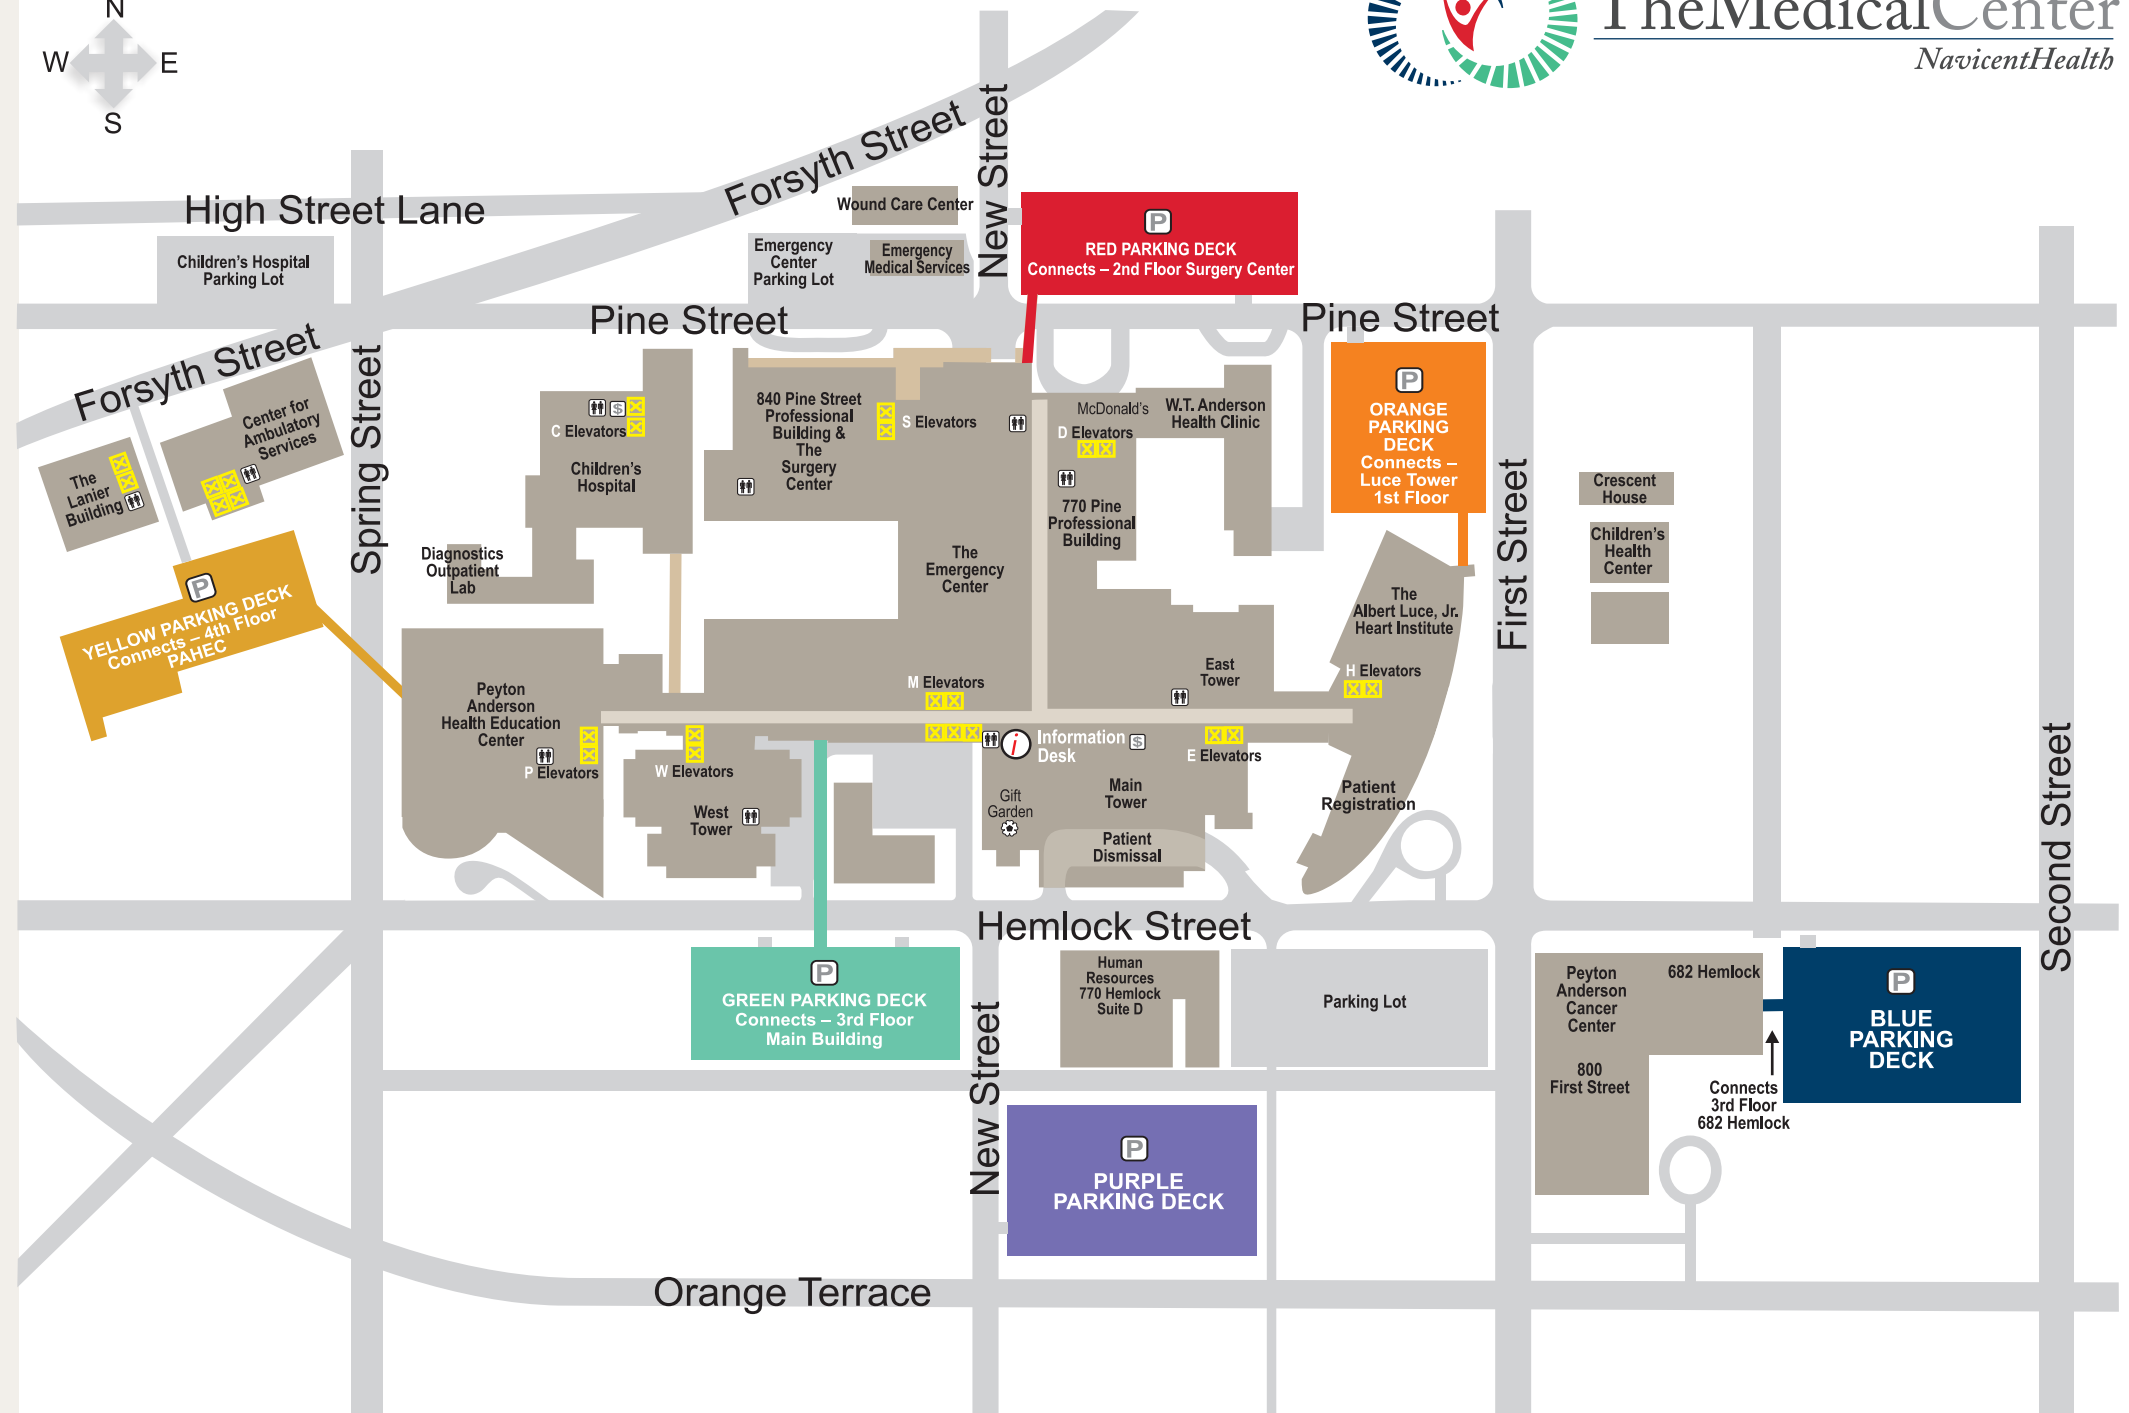 N
W
E
S
TheMedicalCenter
NavicentHealth
High Street Lane
Forsyth Street
New Street
Wound Care Center
Children's Hospital
Parking Lot
Emergency
Center
Parking Lot
Emergency
Medical Services
P
RED PARKING DECK
Connects – 2nd Floor Surgery Center
Pine Street
Pine Street
Forsyth Street
Spring Street
Center for
Ambulatory
Services
The
Lanier
Building
$
C Elevators
Children's
Hospital
840 Pine Street
Professional
Building &
The
Surgery
Center
S Elevators
McDonald's
D Elevators
W.T. Anderson
Health Clinic
770 Pine
Professional
Building
P
ORANGE
PARKING
DECK
Connects –
Luce Tower
1st Floor
First Street
Crescent
House
Children's
Health
Center
Diagnostics
Outpatient
Lab
The
Emergency
Center
P
YELLOW PARKING DECK
Connects – 4th Floor
PAHEC
The
Albert Luce, Jr.
Heart Institute
H Elevators
East
Tower
M Elevators
Peyton
Anderson
Health Education
Center
P Elevators
W Elevators
West
Tower
i
Information
Desk
$
E Elevators
Gift
Garden
Main
Tower
Patient
Dismissal
Patient
Registration
Second Street
Hemlock Street
P
GREEN PARKING DECK
Connects – 3rd Floor
Main Building
New Street
Human
Resources
770 Hemlock
Suite D
Parking Lot
Peyton
Anderson
Cancer
Center
800
First Street
682 Hemlock
P
BLUE
PARKING
DECK
Connects
3rd Floor
682 Hemlock
P
PURPLE
PARKING DECK
Orange Terrace